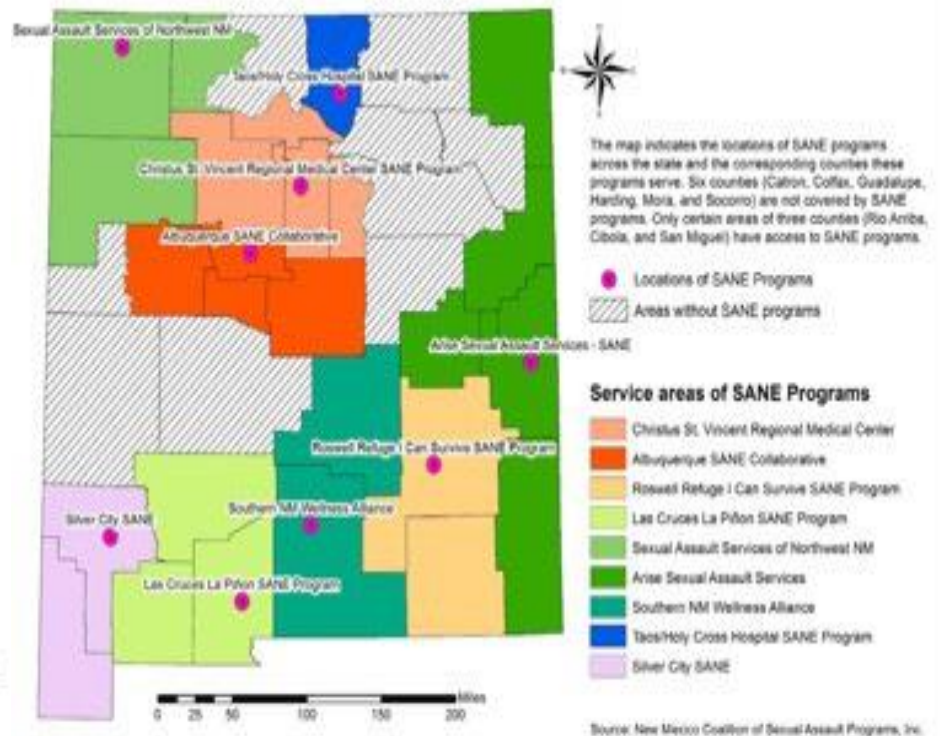 Sexual Assault Services of Northwest NM
Taos/Holy Cross Hospital SANE Program
Christus St. Vincent Regional Medical Center SANE Program
Albuquerque SANE Collaborative
Arise Sexual Assault Services - SANE
Roswell Refuge I Can Survive SANE Program
Silver City SANE
Southern NM Wellness Alliance
Las Cruces La Piñon SANE Program
Miles
0 25 50 100 150 200
The map indicates the locations of SANE programs
across the state and the corresponding counties these
programs serve. Six counties (Catron, Colfax, Guadalupe,
Harding, Mora, and Socorro) are not covered by SANE
programs. Only certain areas of three counties (Rio Arriba,
Cibola, and San Miguel) have access to SANE programs.
Locations of SANE Programs
Areas without SANE programs
Service areas of SANE Programs
Christus St. Vincent Regional Medical Center
Albuquerque SANE Collaborative
Roswell Refuge I Can Survive SANE Program
Las Cruces La Piñon SANE Program
Sexual Assault Services of Northwest NM
Arise Sexual Assault Services
Southern NM Wellness Alliance
Taos/Holy Cross Hospital SANE Program
Silver City SANE
Source: New Mexico Coalition of Sexual Assault Programs, Inc.